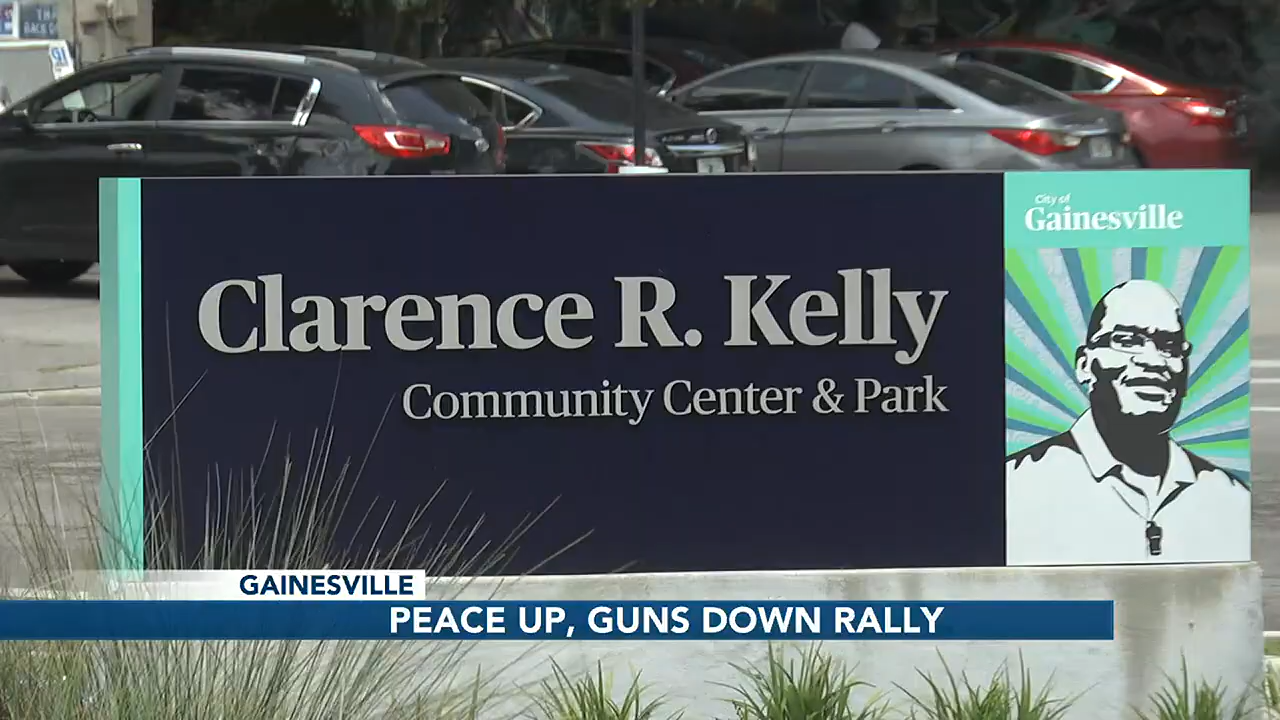 City of
Gainesville
Clarence R. Kelly
Community Center & Park
GAINESVILLE
PEACE UP, GUNS DOWN RALLY